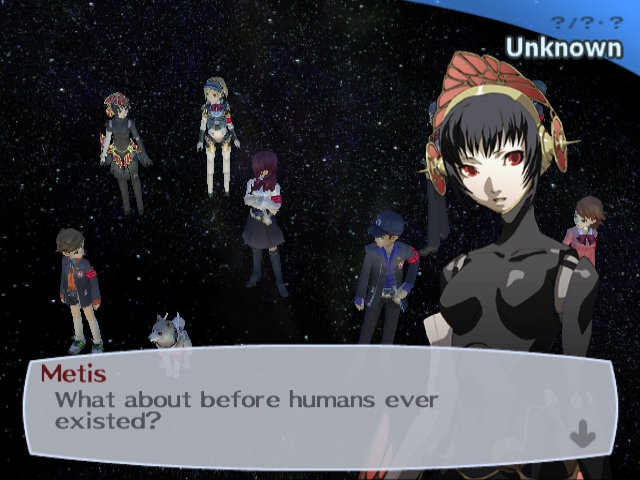 ?/?・?
Unknown
Metis
What about before humans ever
existed?